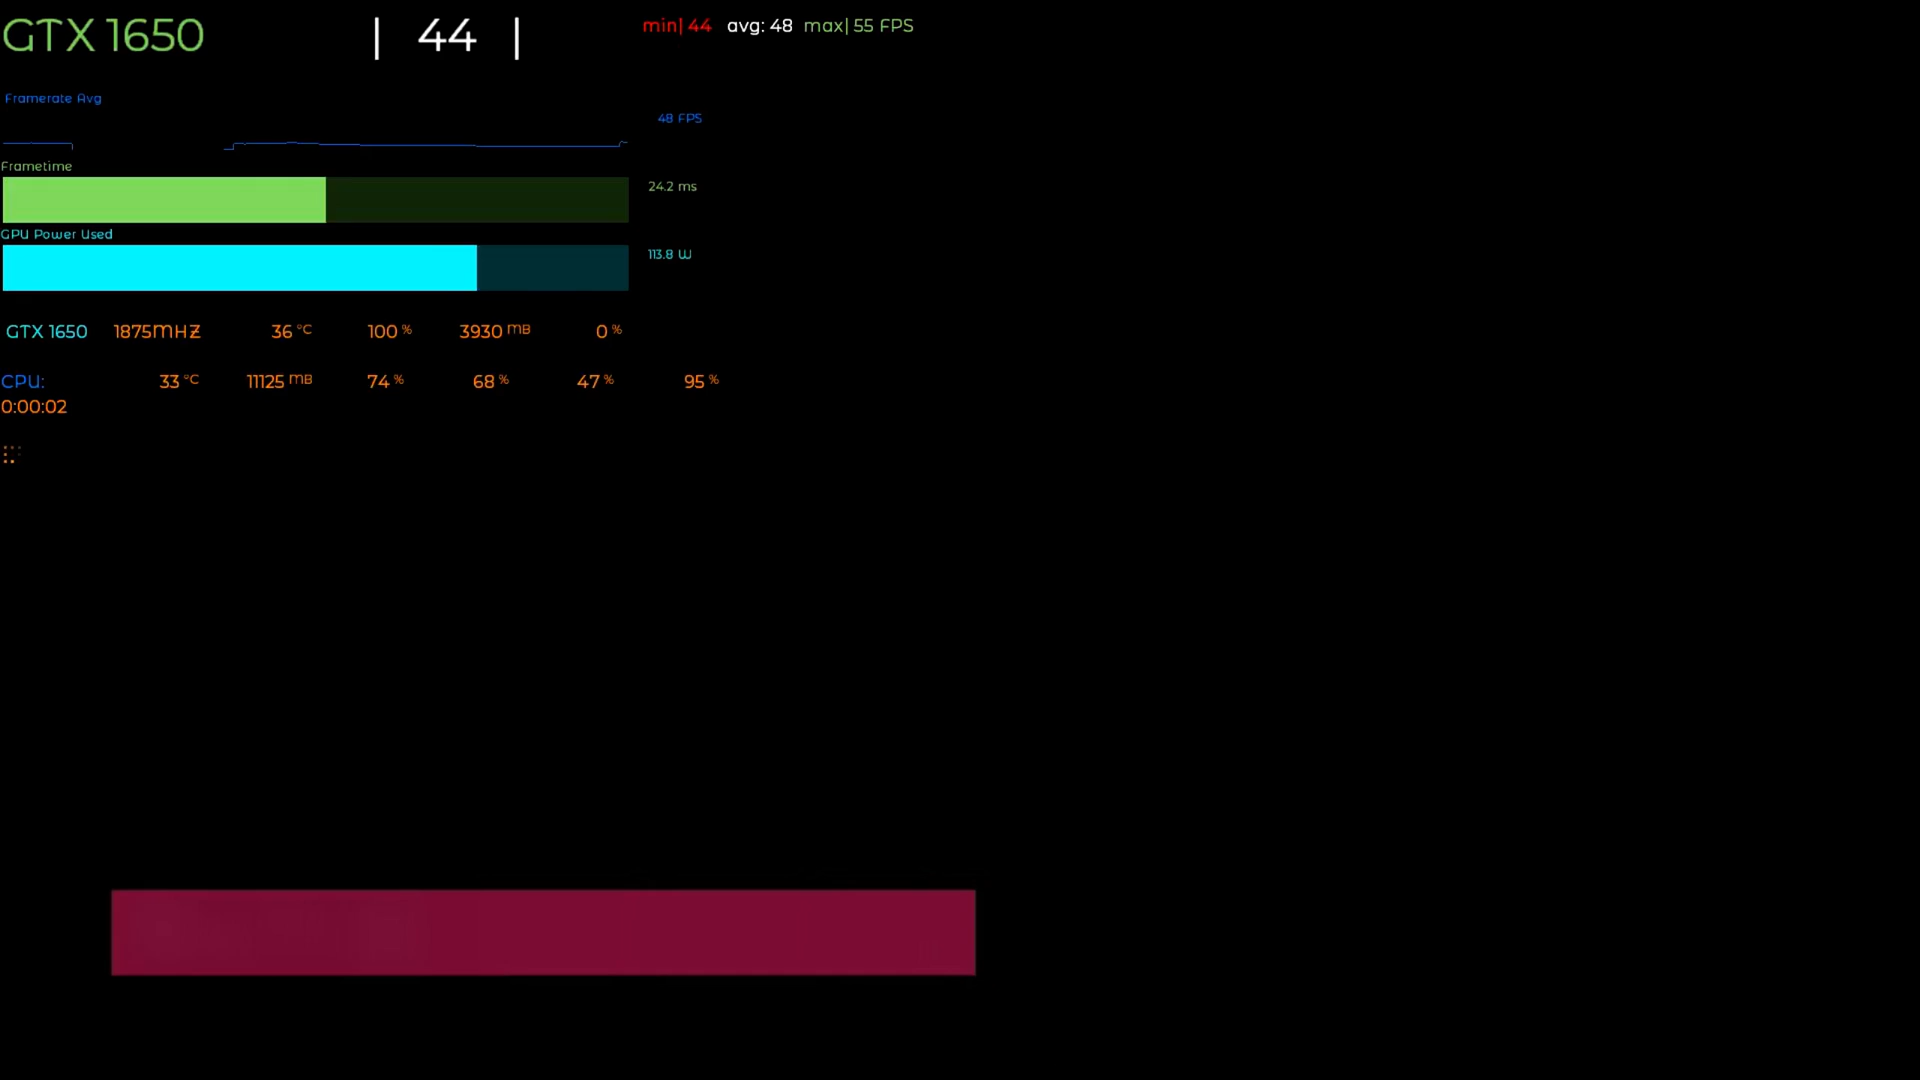 GTX 1650 | 44 | min| 44 avg: 48 max| 55 FPS
Framerate Avg
48 FPS
Frametime
24.2 ms
GPU Power Used
113.8 W
GTX 1650 1875MHZ 36 °C 100 % 3930 MB 0 %
CPU: 33 °C 11125 MB 74 % 68 % 47 % 95 %
0:00:02